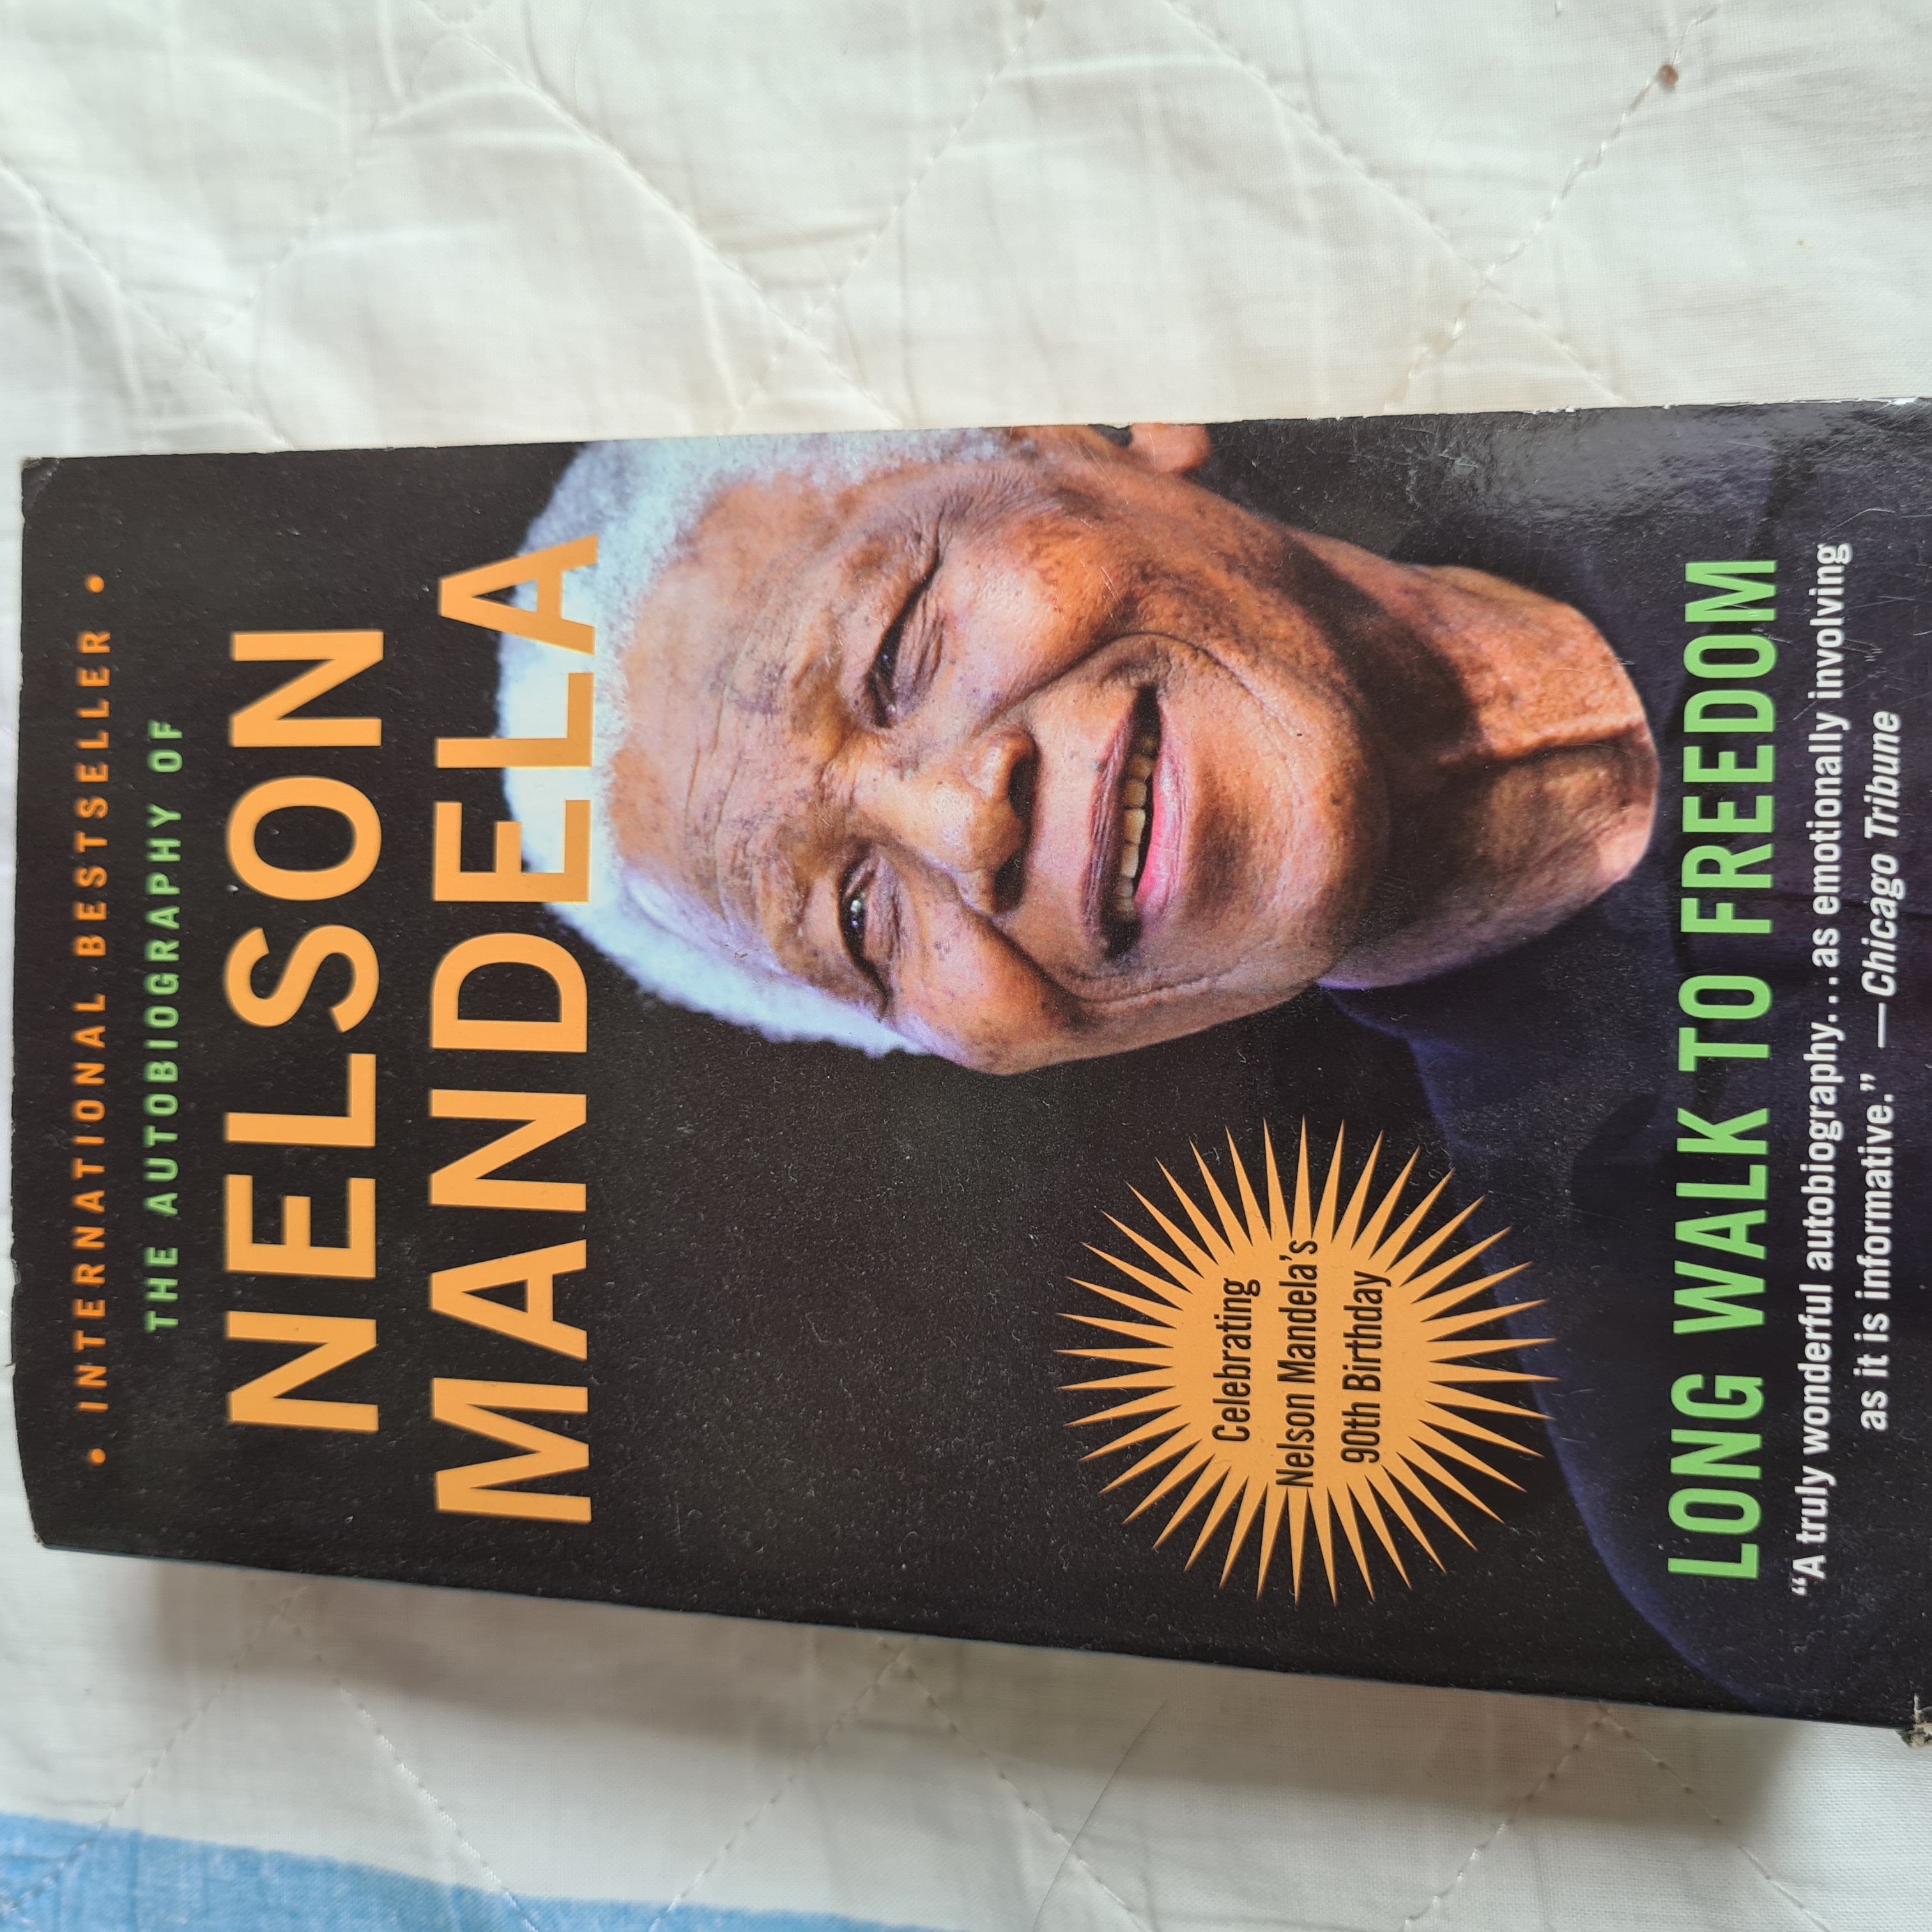 • INTERNATIONAL BESTSELLER •
THE AUTOBIOGRAPHY OF
NELSON
MANDELA
Celebrating
Nelson Mandela’s
90th Birthday
LONG WALK TO FREEDOM
“A truly wonderful autobiography...as emotionally involving
as it is informative.” —Chicago Tribune